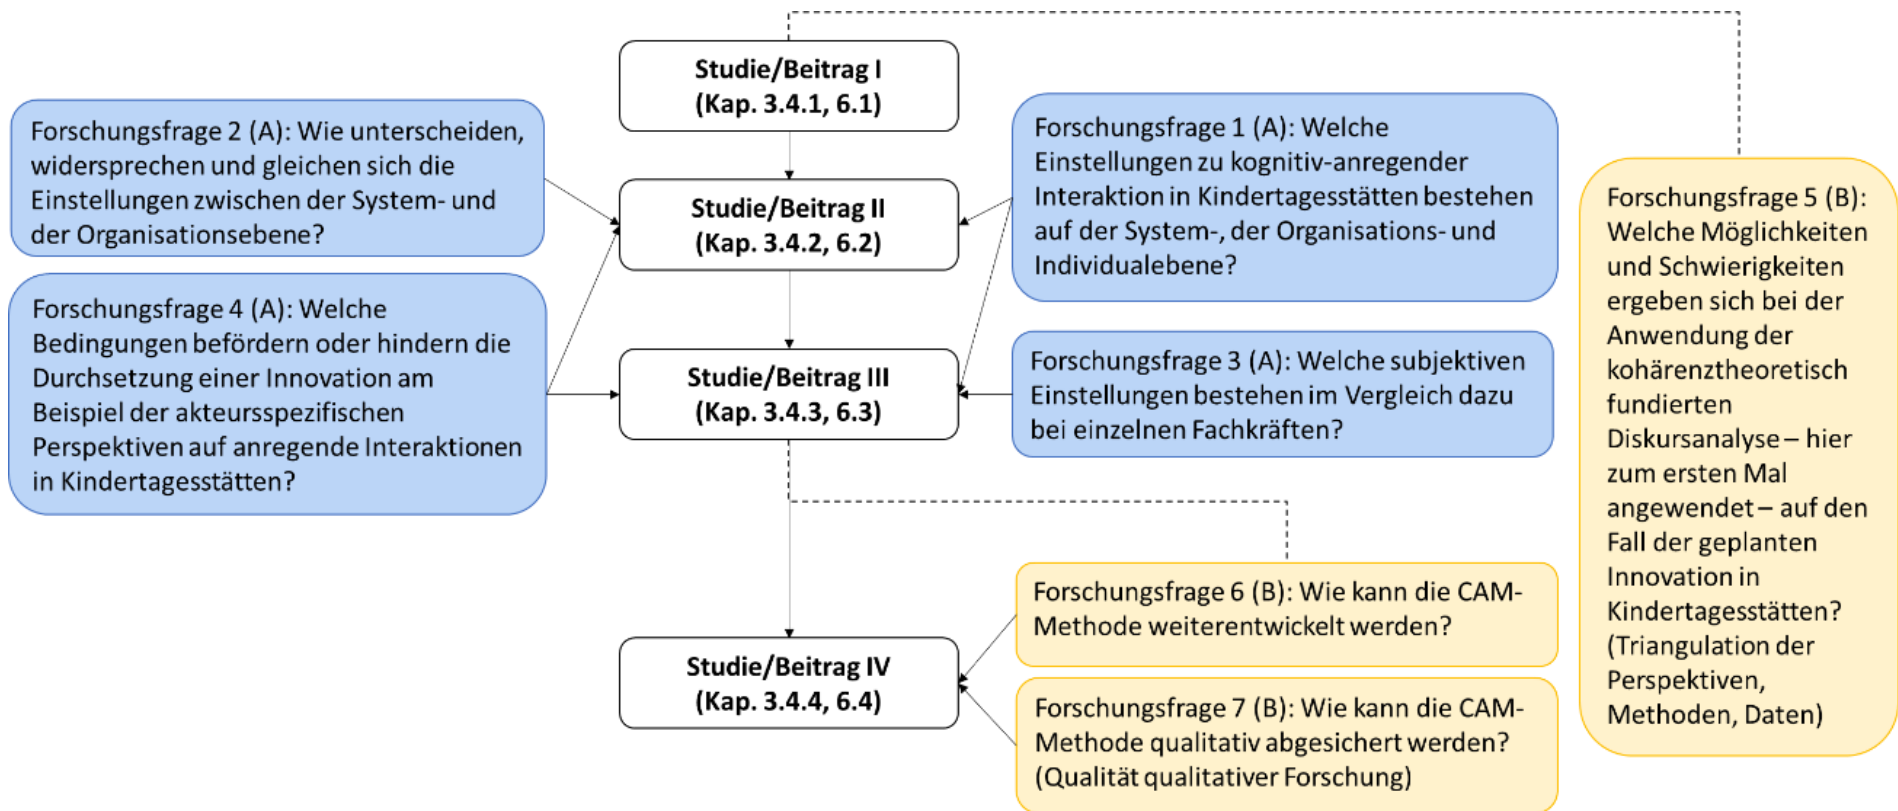 Studie/Beitrag I
(Kap. 3.4.1, 6.1)
Forschungsfrage 2 (A): Wie unterscheiden,
widersprechen und gleichen sich die
Einstellungen zwischen der System- und
der Organisationsebene?
Studie/Beitrag II
(Kap. 3.4.2, 6.2)
Forschungsfrage 1 (A): Welche
Einstellungen zu kognitiv-anregender
Interaktion in Kindertagesstätten bestehen
auf der System-, der Organisations- und
Individualebene?
Forschungsfrage 4 (A): Welche
Bedingungen befördern oder hindern die
Durchsetzung einer Innovation am
Beispiel der akteursspezifischen
Perspektiven auf anregende Interaktionen
in Kindertagesstätten?
Studie/Beitrag III
(Kap. 3.4.3, 6.3)
Forschungsfrage 3 (A): Welche subjektiven
Einstellungen bestehen im Vergleich dazu
bei einzelnen Fachkräften?
Forschungsfrage 5 (B):
Welche Möglichkeiten
und Schwierigkeiten
ergeben sich bei der
Anwendung der
kohärenztheoretisch
fundierten
Diskursanalyse – hier
zum ersten Mal
angewendet – auf den
Fall der geplanten
Innovation in
Kindertagesstätten?
(Triangulation der
Perspektiven,
Methoden, Daten)
Studie/Beitrag IV
(Kap. 3.4.4, 6.4)
Forschungsfrage 6 (B): Wie kann die CAM-
Methode weiterentwickelt werden?
Forschungsfrage 7 (B): Wie kann die CAM-
Methode qualitativ abgesichert werden?
(Qualität qualitativer Forschung)